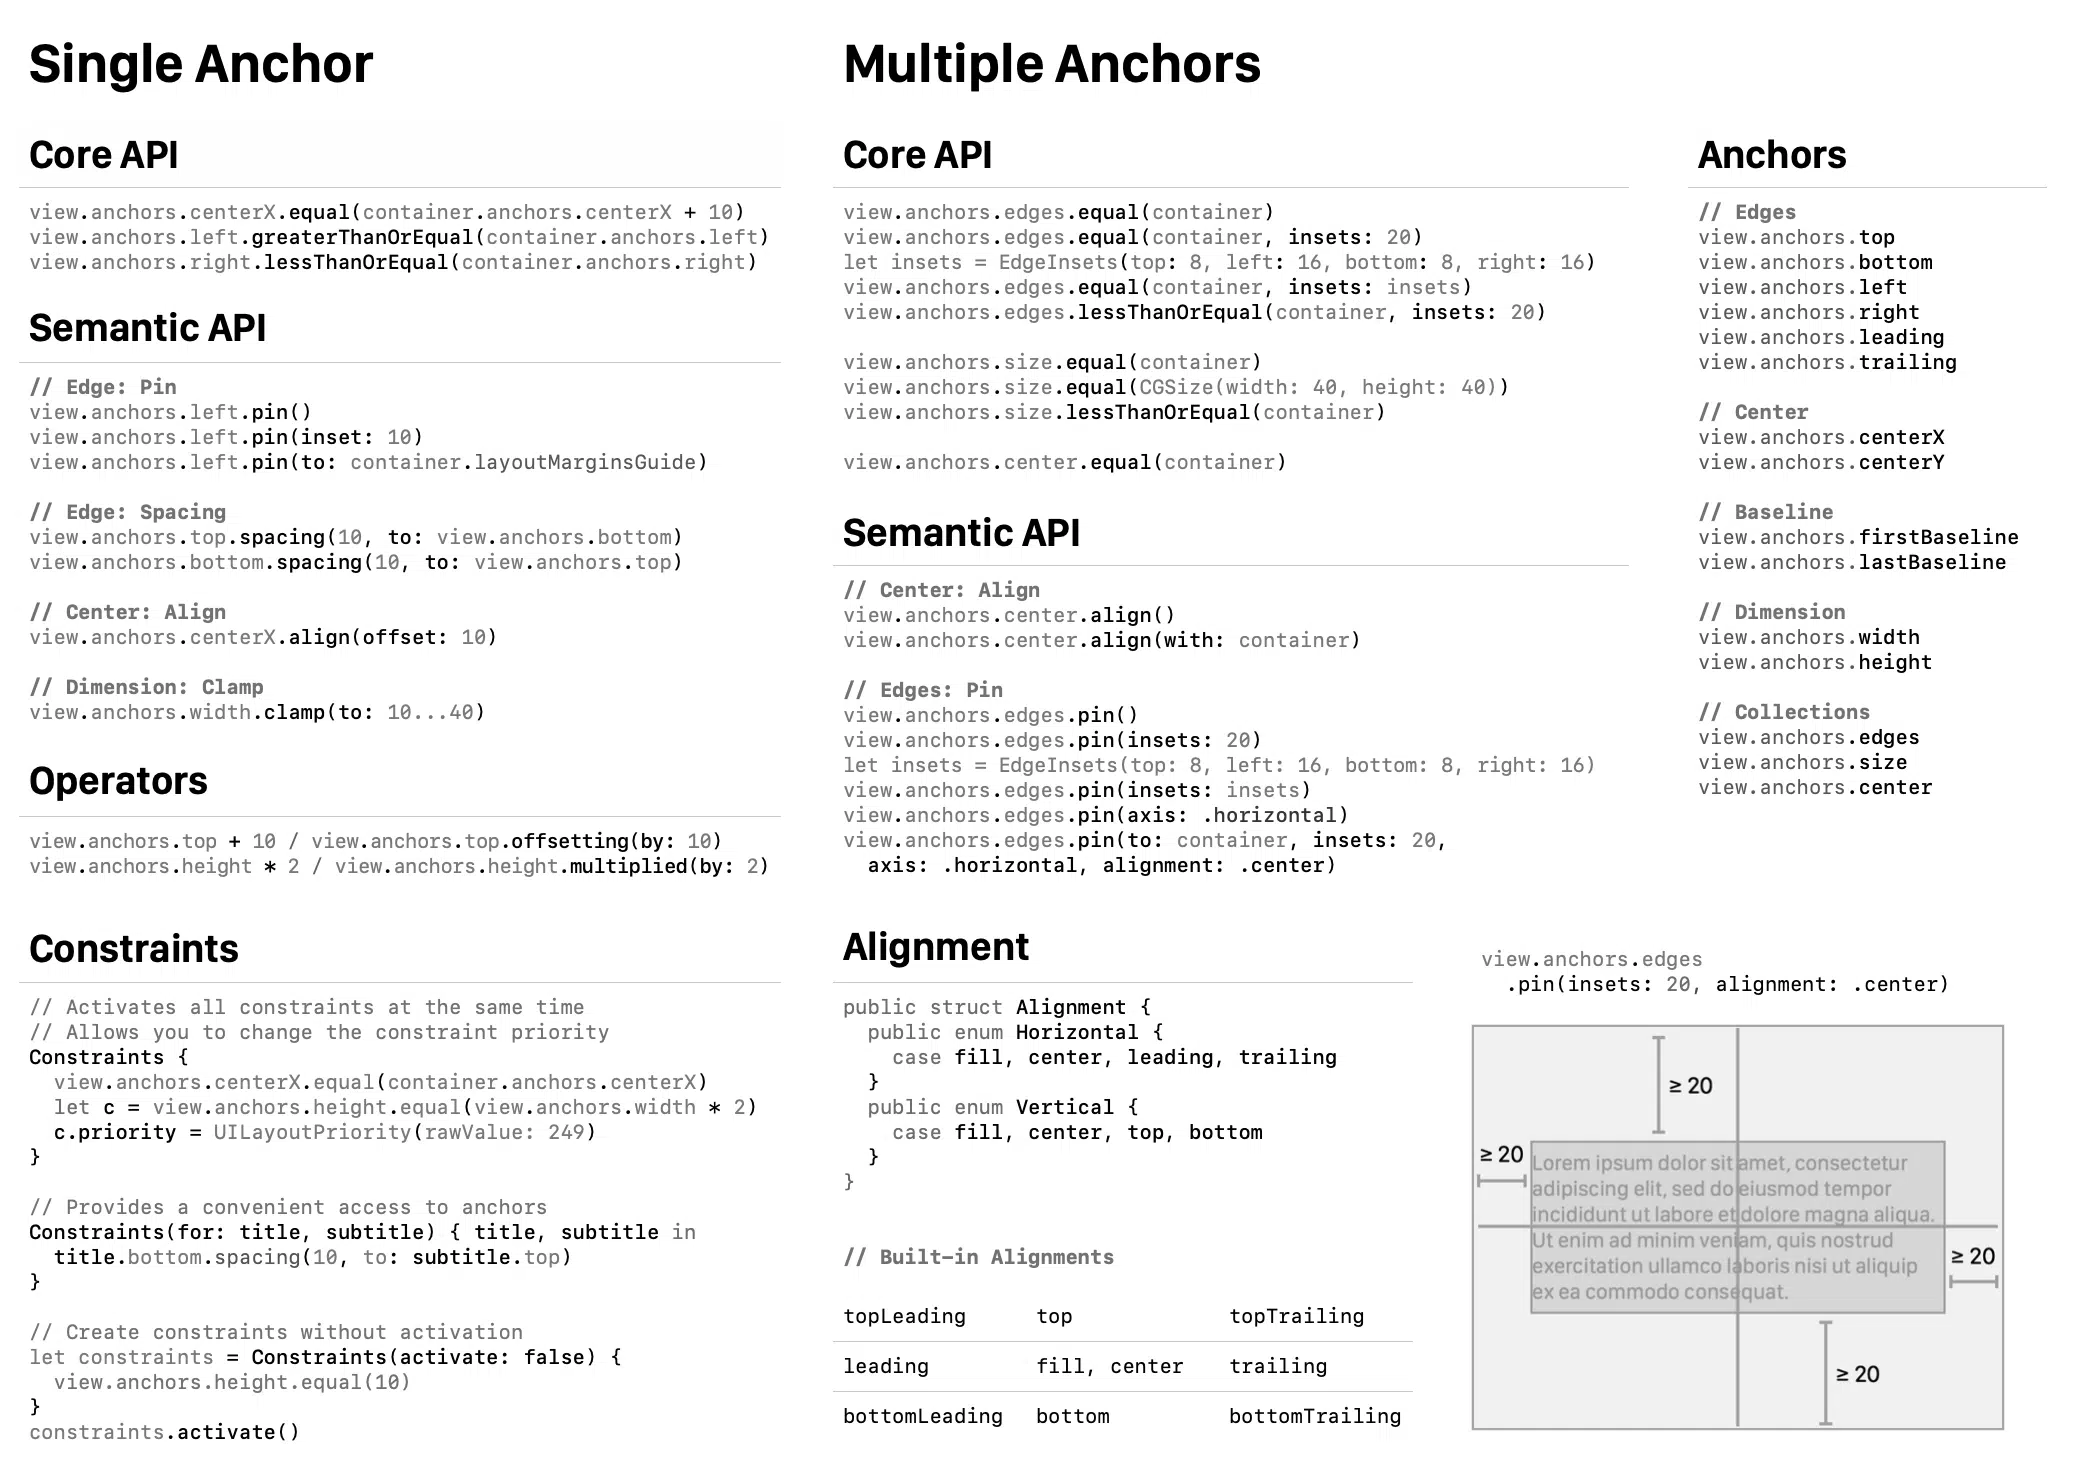 Single Anchor
Core API
view.anchors.centerX.equal(container.anchors.centerX + 10)
view.anchors.left.greaterThanOrEqual(container.anchors.left)
view.anchors.right.lessThanOrEqual(container.anchors.right)
Semantic API
// Edge: Pin
view.anchors.left.pin()
view.anchors.left.pin(inset: 10)
view.anchors.left.pin(to: container.layoutMarginsGuide)
// Edge: Spacing
view.anchors.top.spacing(10, to: view.anchors.bottom)
view.anchors.bottom.spacing(10, to: view.anchors.top)
// Center: Align
view.anchors.centerX.align(offset: 10)
// Dimension: Clamp
view.anchors.width.clamp(to: 10...40)
Operators
view.anchors.top + 10 / view.anchors.top.offsetting(by: 10)
view.anchors.height * 2 / view.anchors.height.multiplied(by: 2)
Constraints
// Activates all constraints at the same time
// Allows you to change the constraint priority
Constraints {
  view.anchors.centerX.equal(container.anchors.centerX)
  let c = view.anchors.height.equal(view.anchors.width * 2)
  c.priority = UILayoutPriority(rawValue: 249)
}
// Provides a convenient access to anchors
Constraints(for: title, subtitle) { title, subtitle in
  title.bottom.spacing(10, to: subtitle.top)
}
// Create constraints without activation
let constraints = Constraints(activate: false) {
  view.anchors.height.equal(10)
}
constraints.activate()
Multiple Anchors
Core API
view.anchors.edges.equal(container)
view.anchors.edges.equal(container, insets: 20)
let insets = EdgeInsets(top: 8, left: 16, bottom: 8, right: 16)
view.anchors.edges.equal(container, insets: insets)
view.anchors.edges.lessThanOrEqual(container, insets: 20)
view.anchors.size.equal(container)
view.anchors.size.equal(CGSize(width: 40, height: 40))
view.anchors.size.lessThanOrEqual(container)
view.anchors.center.equal(container)
Semantic API
// Center: Align
view.anchors.center.align()
view.anchors.center.align(with: container)
// Edges: Pin
view.anchors.edges.pin()
view.anchors.edges.pin(insets: 20)
let insets = EdgeInsets(top: 8, left: 16, bottom: 8, right: 16)
view.anchors.edges.pin(insets: insets)
view.anchors.edges.pin(axis: .horizontal)
view.anchors.edges.pin(to: container, insets: 20,
  axis: .horizontal, alignment: .center)
Alignment
public struct Alignment {
  public enum Horizontal {
    case fill, center, leading, trailing
  }
  public enum Vertical {
    case fill, center, top, bottom
  }
}
// Built-in Alignments
topLeading top topTrailing
leading fill, center trailing
bottomLeading bottom bottomTrailing
Anchors
// Edges
view.anchors.top
view.anchors.bottom
view.anchors.left
view.anchors.right
view.anchors.leading
view.anchors.trailing
// Center
view.anchors.centerX
view.anchors.centerY
// Baseline
view.anchors.firstBaseline
view.anchors.lastBaseline
// Dimension
view.anchors.width
view.anchors.height
// Collections
view.anchors.edges
view.anchors.size
view.anchors.center
view.anchors.edges
  .pin(insets: 20, alignment: .center)
≥ 20
≥ 20
Lorem ipsum dolor sit amet, consectetur
adipiscing elit, sed do eiusmod tempor
incididunt ut labore et dolore magna aliqua.
Ut enim ad minim veniam, quis nostrud
exercitation ullamco laboris nisi ut aliquip
ex ea commodo consequat.
≥ 20
≥ 20